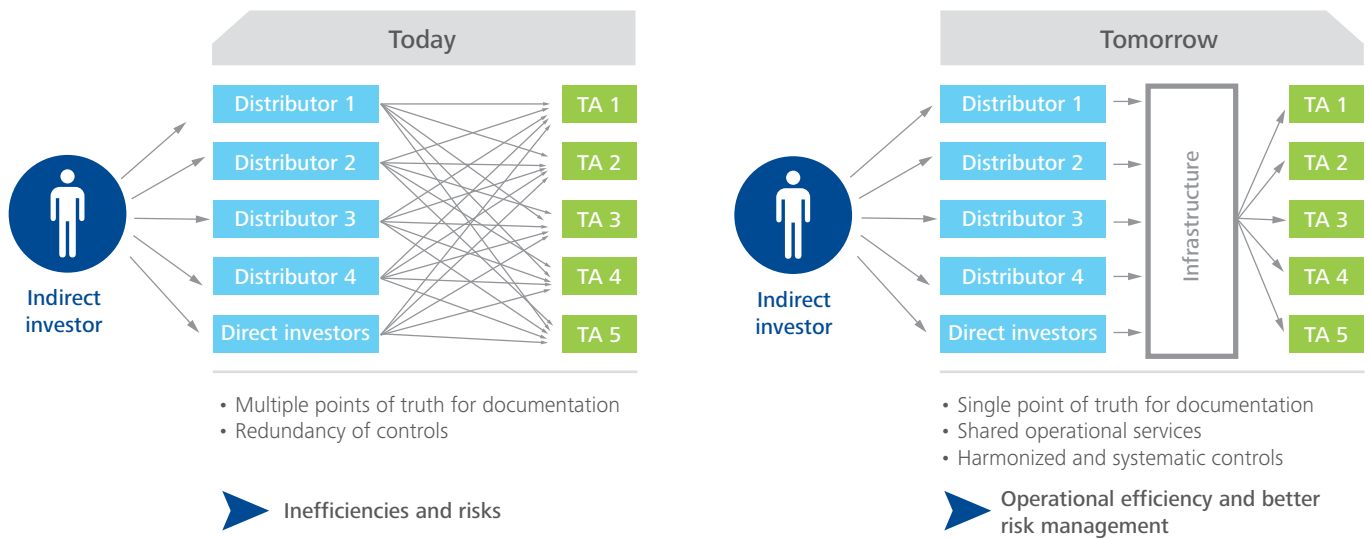 Today
Distributor 1
Distributor 2
Distributor 3
Distributor 4
Direct investors
TA 1
TA 2
TA 3
TA 4
TA 5
Indirect
investor
• Multiple points of truth for documentation
• Redundancy of controls
Inefficiencies and risks
Tomorrow
Distributor 1
Distributor 2
Distributor 3
Distributor 4
Direct investors
Infrastructure
TA 1
TA 2
TA 3
TA 4
TA 5
Indirect
investor
• Single point of truth for documentation
• Shared operational services
• Harmonized and systematic controls
Operational efficiency and better
risk management